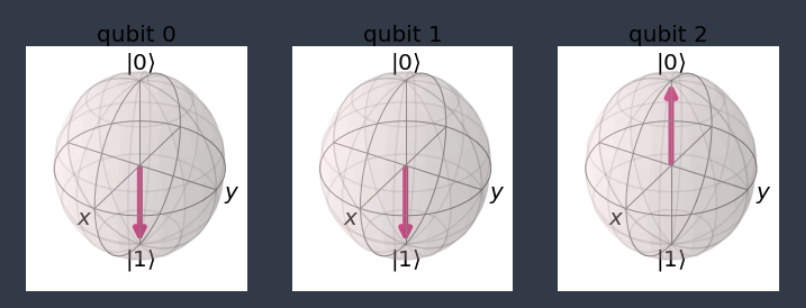 qubit 0
|0⟩
x
y
|1⟩
qubit 1
|0⟩
x
y
|1⟩
qubit 2
|0⟩
x
y
|1⟩